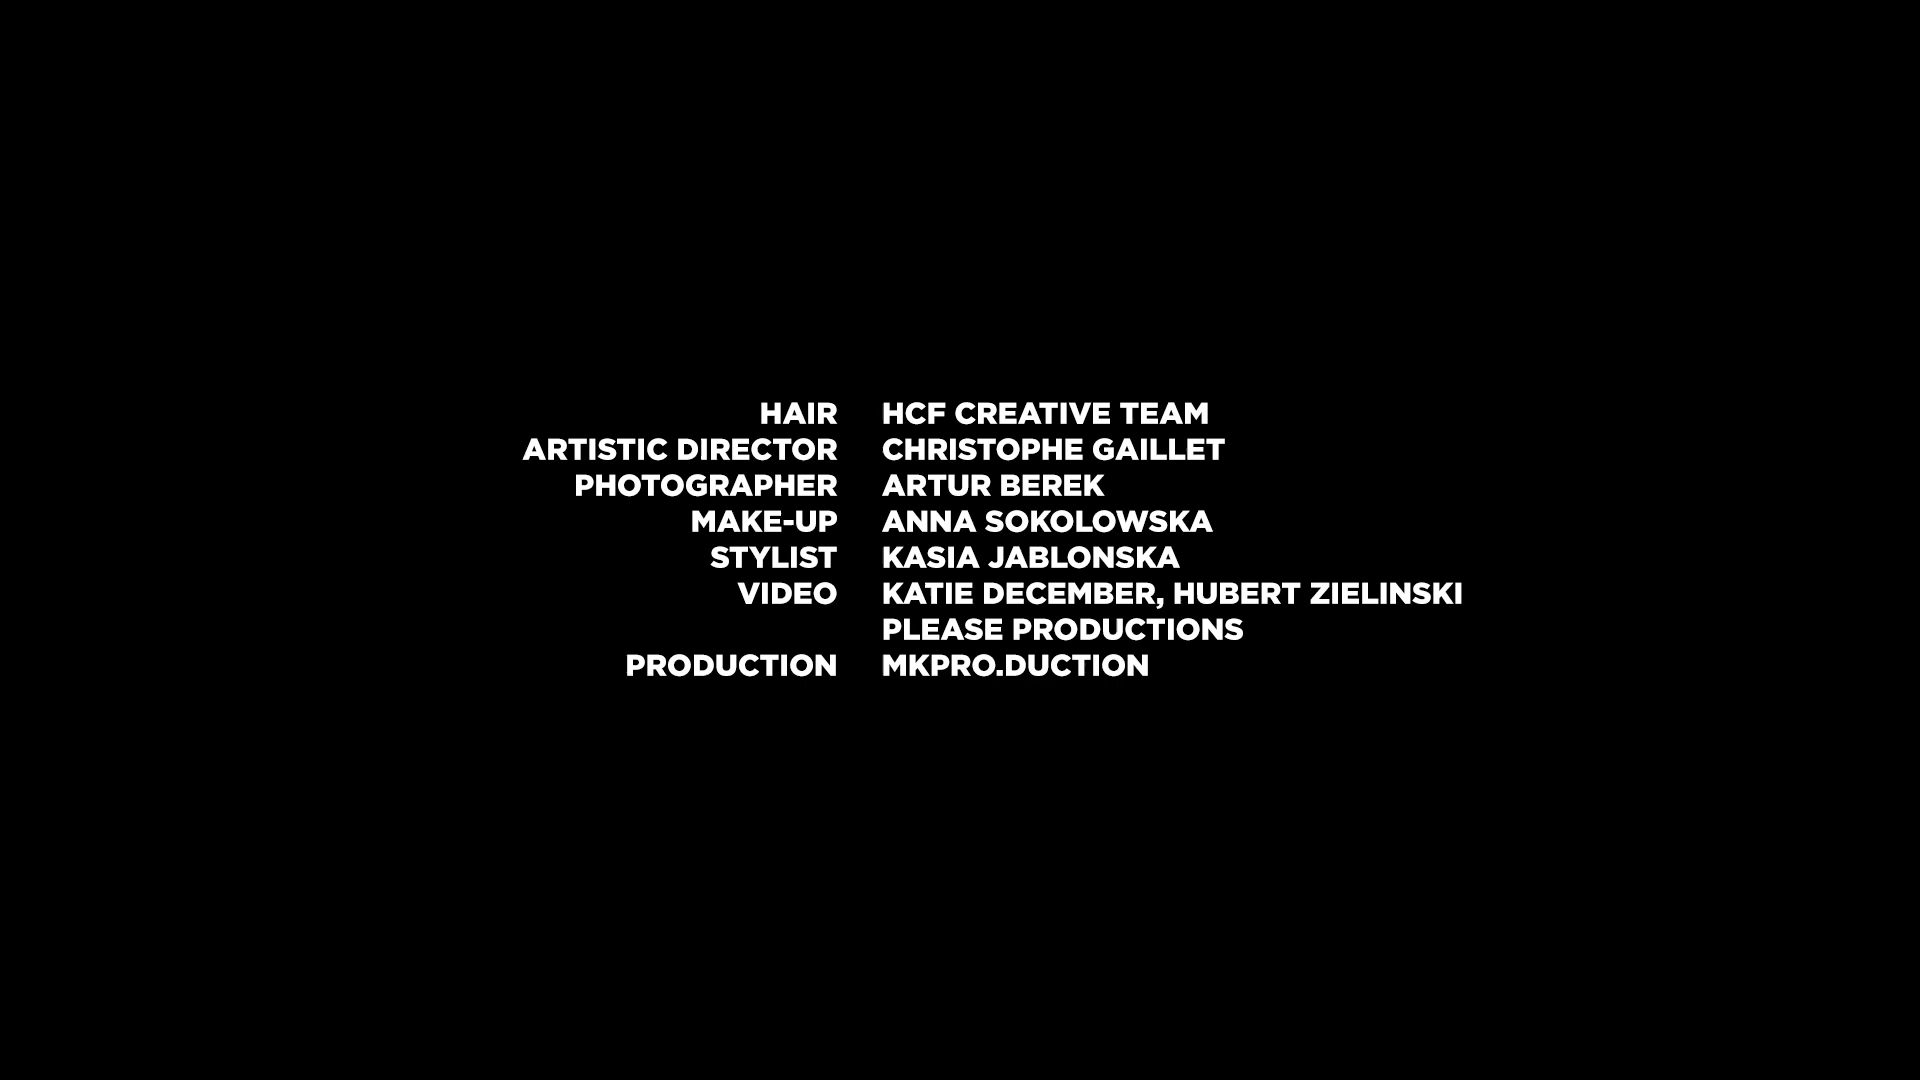 HAIR HCF CREATIVE TEAM
ARTISTIC DIRECTOR CHRISTOPHE GAILLET
PHOTOGRAPHER ARTUR BEREK
MAKE-UP ANNA SOKOLOWSKA
STYLIST KASIA JABLONSKA
VIDEO KATIE DECEMBER, HUBERT ZIELINSKI
PLEASE PRODUCTIONS
PRODUCTION MKPRO.DUCTION